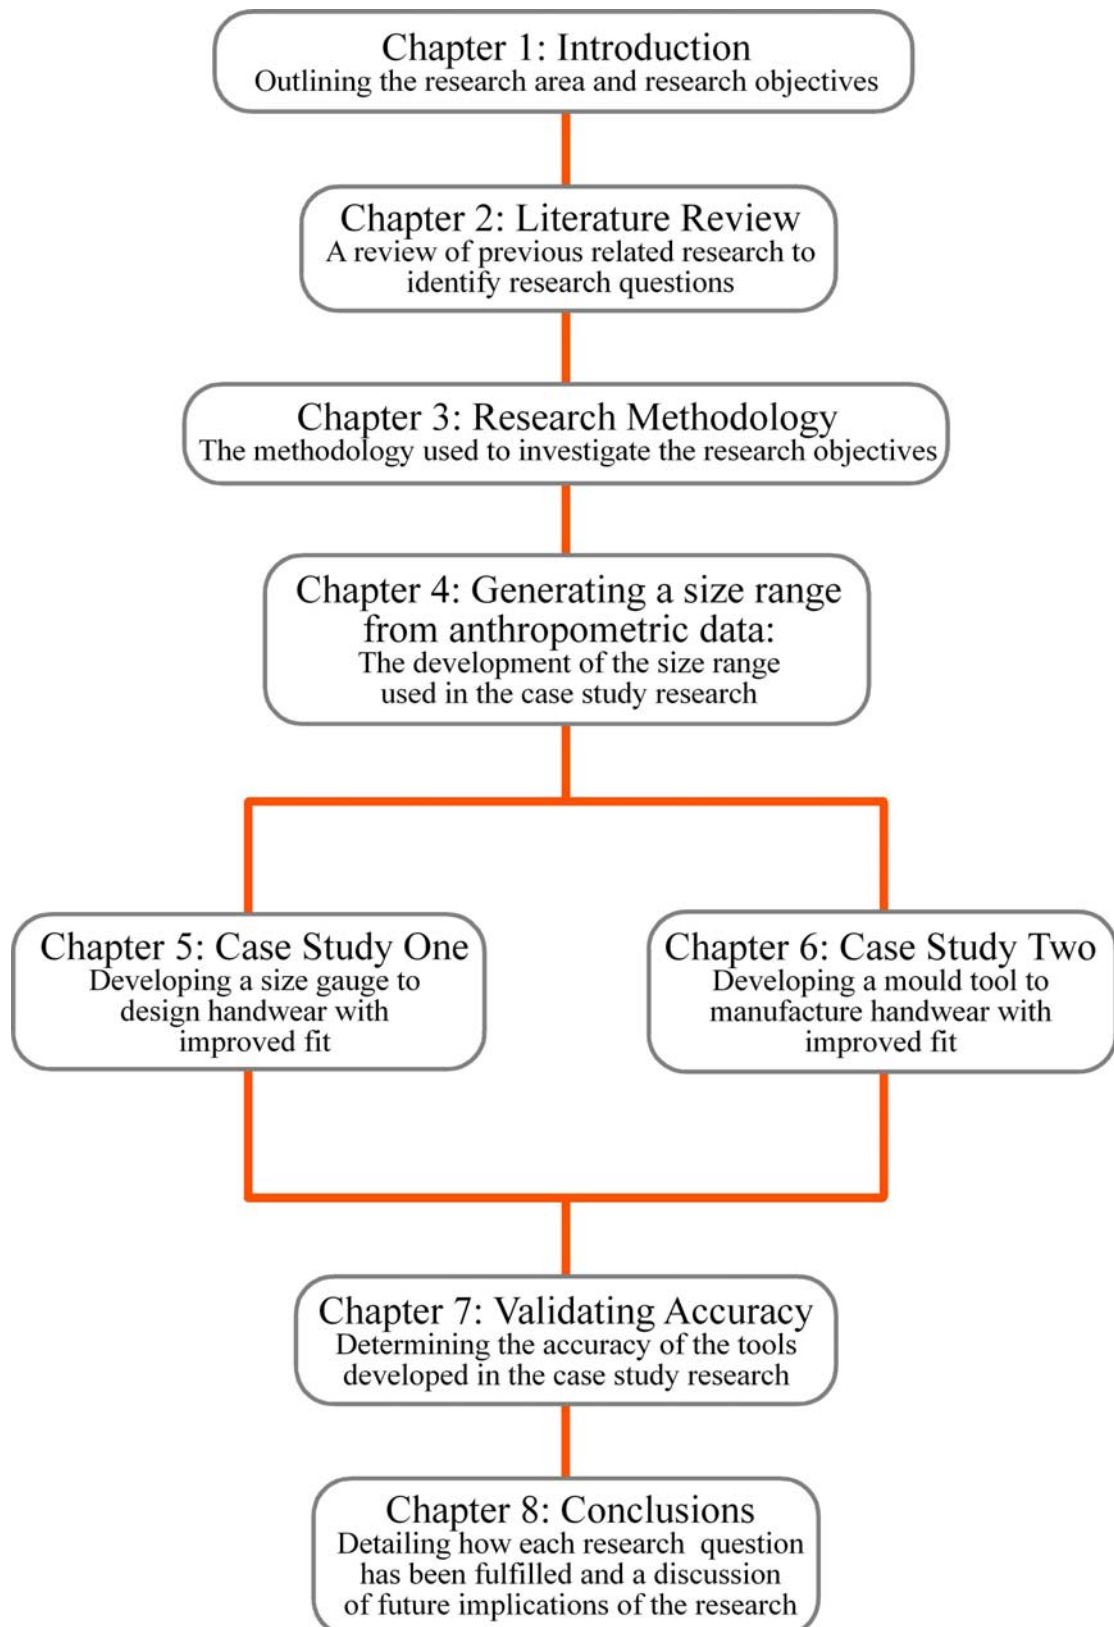 Chapter 1: Introduction
Outlining the research area and research objectives
Chapter 2: Literature Review
A review of previous related research to
identify research questions
Chapter 3: Research Methodology
The methodology used to investigate the research objectives
Chapter 4: Generating a size range
from anthropometric data:
The development of the size range
used in the case study research
Chapter 5: Case Study One
Developing a size gauge to
design handwear with
improved fit
Chapter 6: Case Study Two
Developing a mould tool to
manufacture handwear with
improved fit
Chapter 7: Validating Accuracy
Determining the accuracy of the tools
developed in the case study research
Chapter 8: Conclusions
Detailing how each research question
has been fulfilled and a discussion
of future implications of the research